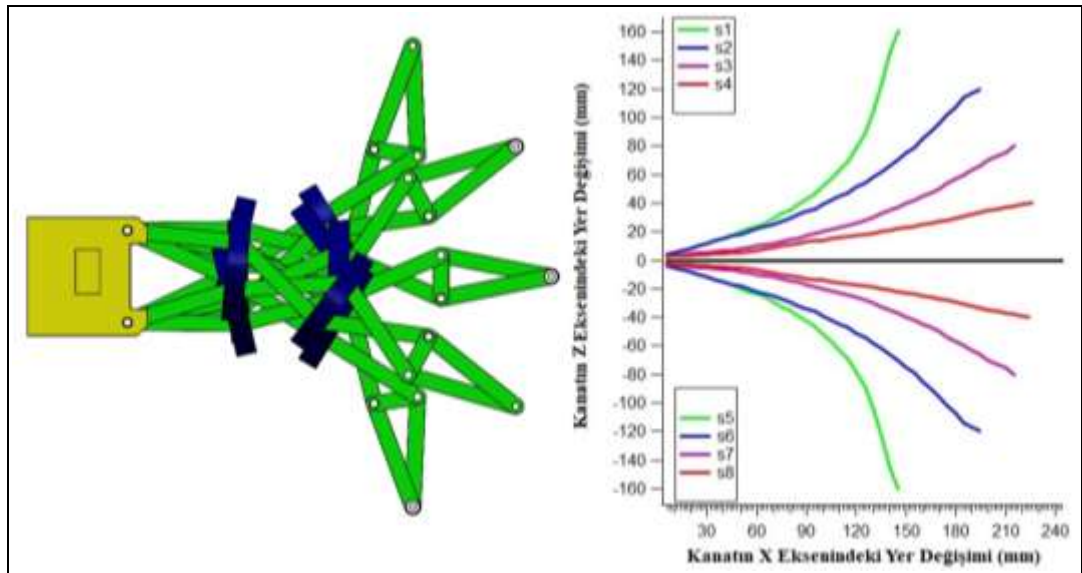 160
140
120
100
80
60
40
20
0
-20
-40
-60
-80
-100
-120
-140
-160
s1
s2
s3
s4
s5
s6
s7
s8
Kanatın Z Eksenindeki Yer Değişimi (mm)
30 60 90 120 150 180 210 240
Kanatın X Eksenindeki Yer Değişimi (mm)